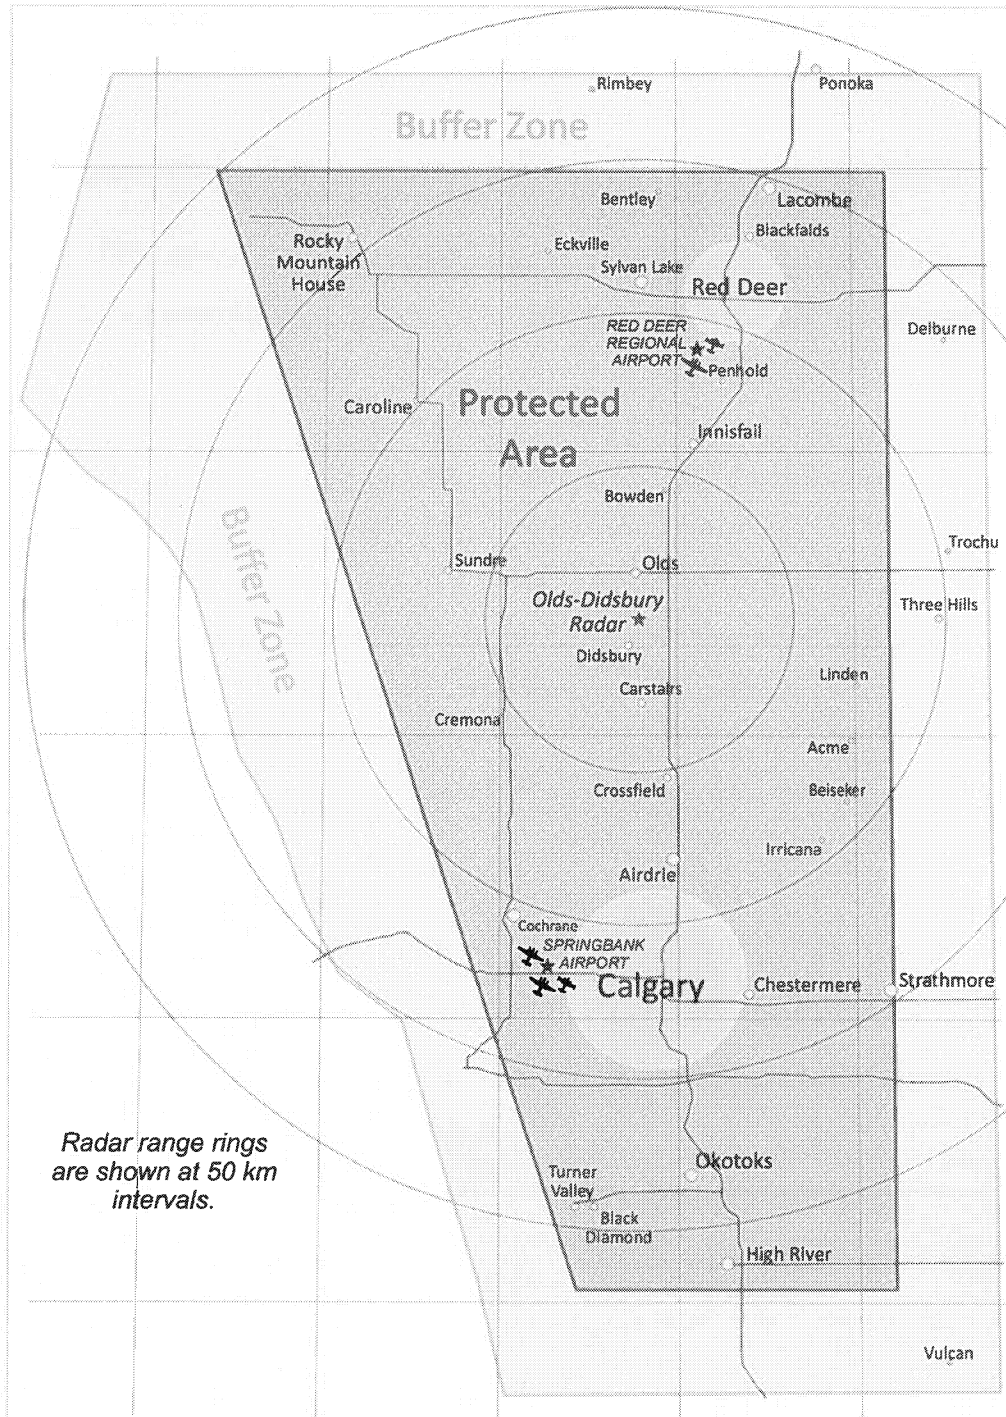 Rimbey
Ponoka
Buffer Zone
Bentley
Lacombe
Blackfalds
Rocky
Mountain
House
Eckville
Sylvan Lake
Red Deer
RED DEER
REGIONAL
AIRPORT
Penhold
Delburne
Caroline
Protected
Area
Innisfail
Bowden
Buffer Zone
Sundre
Olds
Trochu
Olds-Didsbury
Radar
Three Hills
Didsbury
Carstairs
Linden
Cremona
Acme
Crossfield
Beiseker
Irricana
Airdrie
Cochrane
SPRINGBANK
AIRPORT
Calgary
Chestermere
Strathmore
Radar range rings
are shown at 50 km
intervals.
Okotoks
Turner
Valley
Black
Diamond
High River
Vulcan